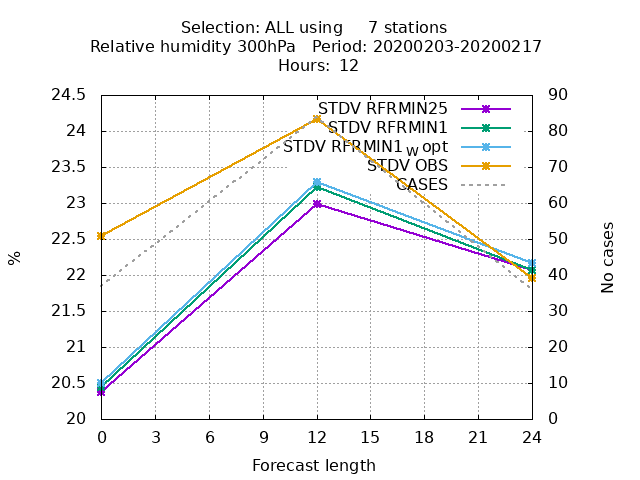 Selection: ALL using     7 stations
Relative humidity 300hPa   Period: 20200203-20200217
Hours:  12
24.5
24
23.5
23
22.5
22
21.5
21
20.5
20
90
80
70
60
50
40
30
20
10
0
STDV RFRMIN25
STDV RFRMIN1
STDV RFRMIN1_W opt
STDV OBS
CASES
%
No cases
0 3 6 9 12 15 18 21 24
Forecast length